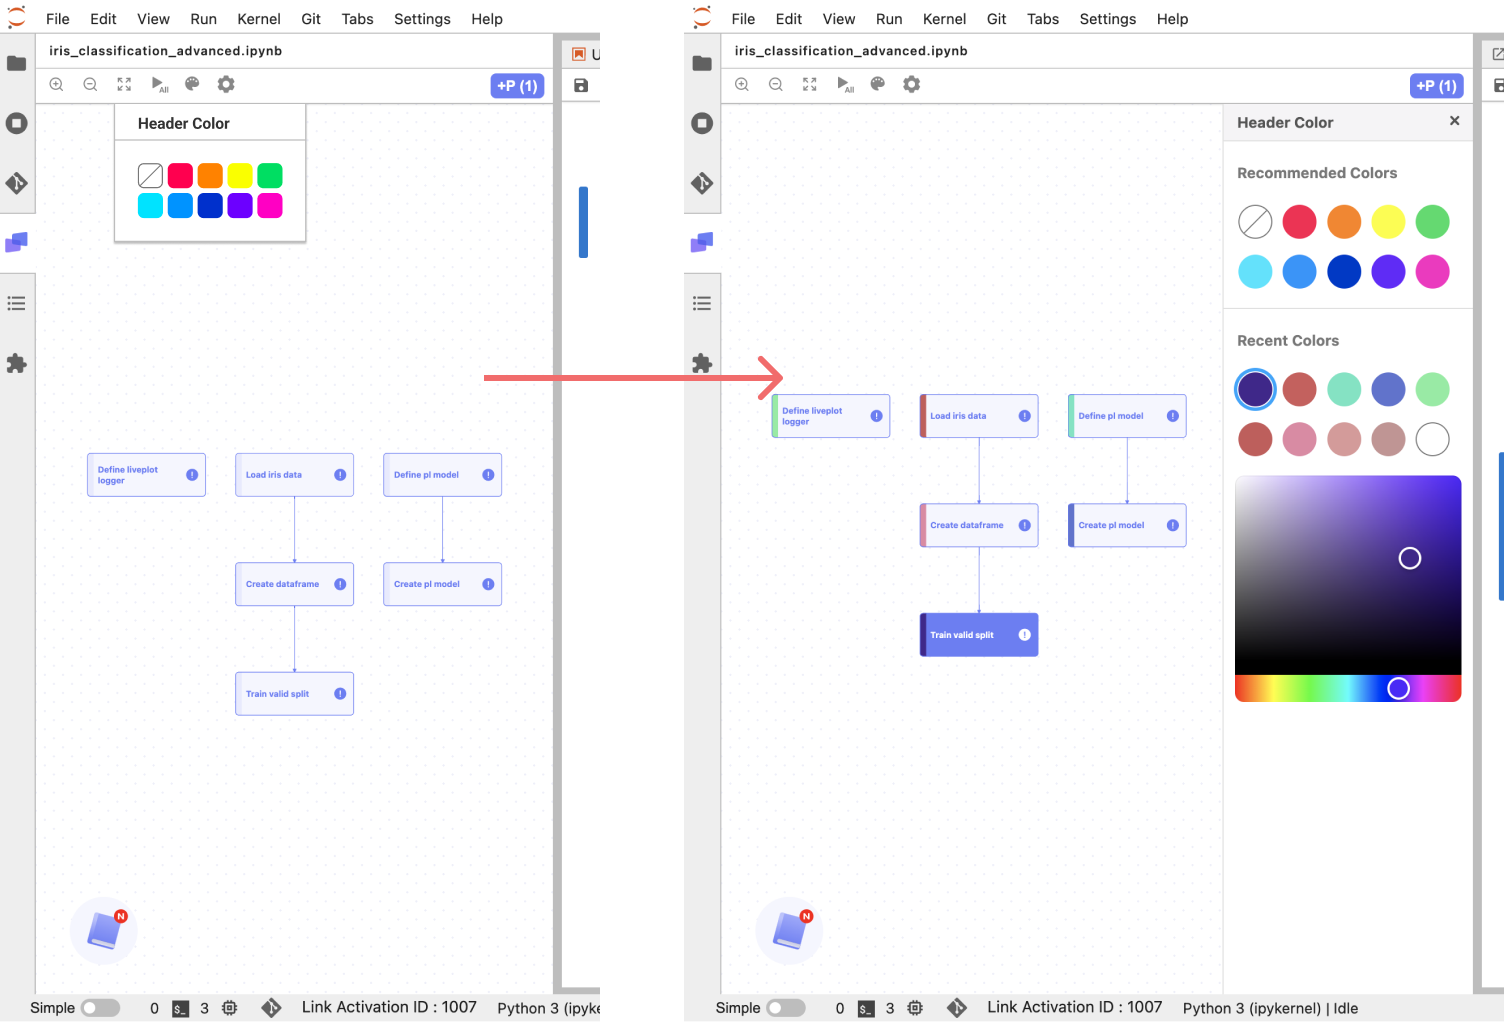 File Edit View Run Kernel Git Tabs Settings Help
iris_classification_advanced.ipynb
U
All
+P (1)
Header Color
Define liveplot
logger
Load iris data
Define pl model
Create dataframe
Create pl model
Train valid split
N
Simple 0 $_ 3 Link Activation ID : 1007 Python 3 (ipyke
File Edit View Run Kernel Git Tabs Settings Help
iris_classification_advanced.ipynb
All
+P (1)
Header Color
Recommended Colors
Recent Colors
Define liveplot
logger
Load iris data
Define pl model
Create dataframe
Create pl model
Train valid split
N
Simple 0 $_ 3 Link Activation ID : 1007 Python 3 (ipykernel) | Idle